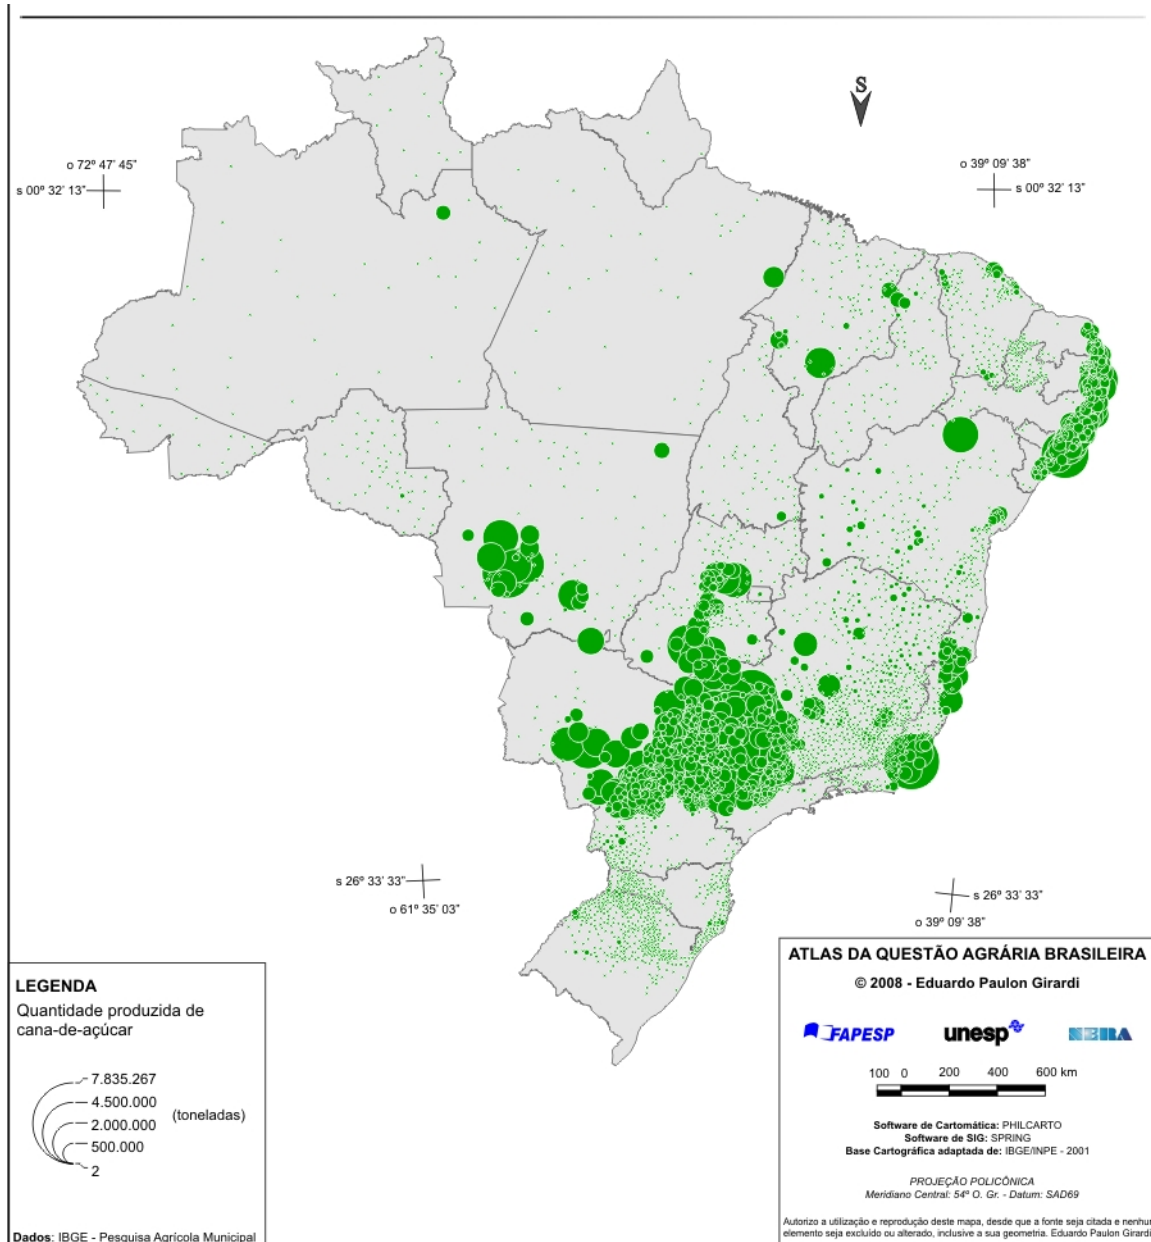 S
o 72º 47' 45"
s 00º 32' 13"
o 39º 09' 38"
s 00º 32' 13"
s 26º 33' 33"
o 61º 35' 03"
s 26º 33' 33"
o 39º 09' 38"
LEGENDA
Quantidade produzida de
cana-de-açúcar
7.835.267
4.500.000
2.000.000
500.000
2
(toneladas)
Dados: IBGE - Pesquisa Agrícola Municipal
ATLAS DA QUESTÃO AGRÁRIA BRASILEIRA
© 2008 - Eduardo Paulon Girardi
FAPESP
unesp
NERA
100 0 200 400 600 km
Software de Cartomática: PHILCARTO
Software de SIG: SPRING
Base Cartográfica adaptada de: IBGE/INPE - 2001
PROJEÇÃO POLICÔNICA
Meridiano Central: 54º O. Gr. - Datum: SAD69
Autorizo a utilização e reprodução deste mapa, desde que a fonte seja citada e nenhum
elemento seja excluído ou alterado, inclusive a sua geometria. Eduardo Paulon Girardi